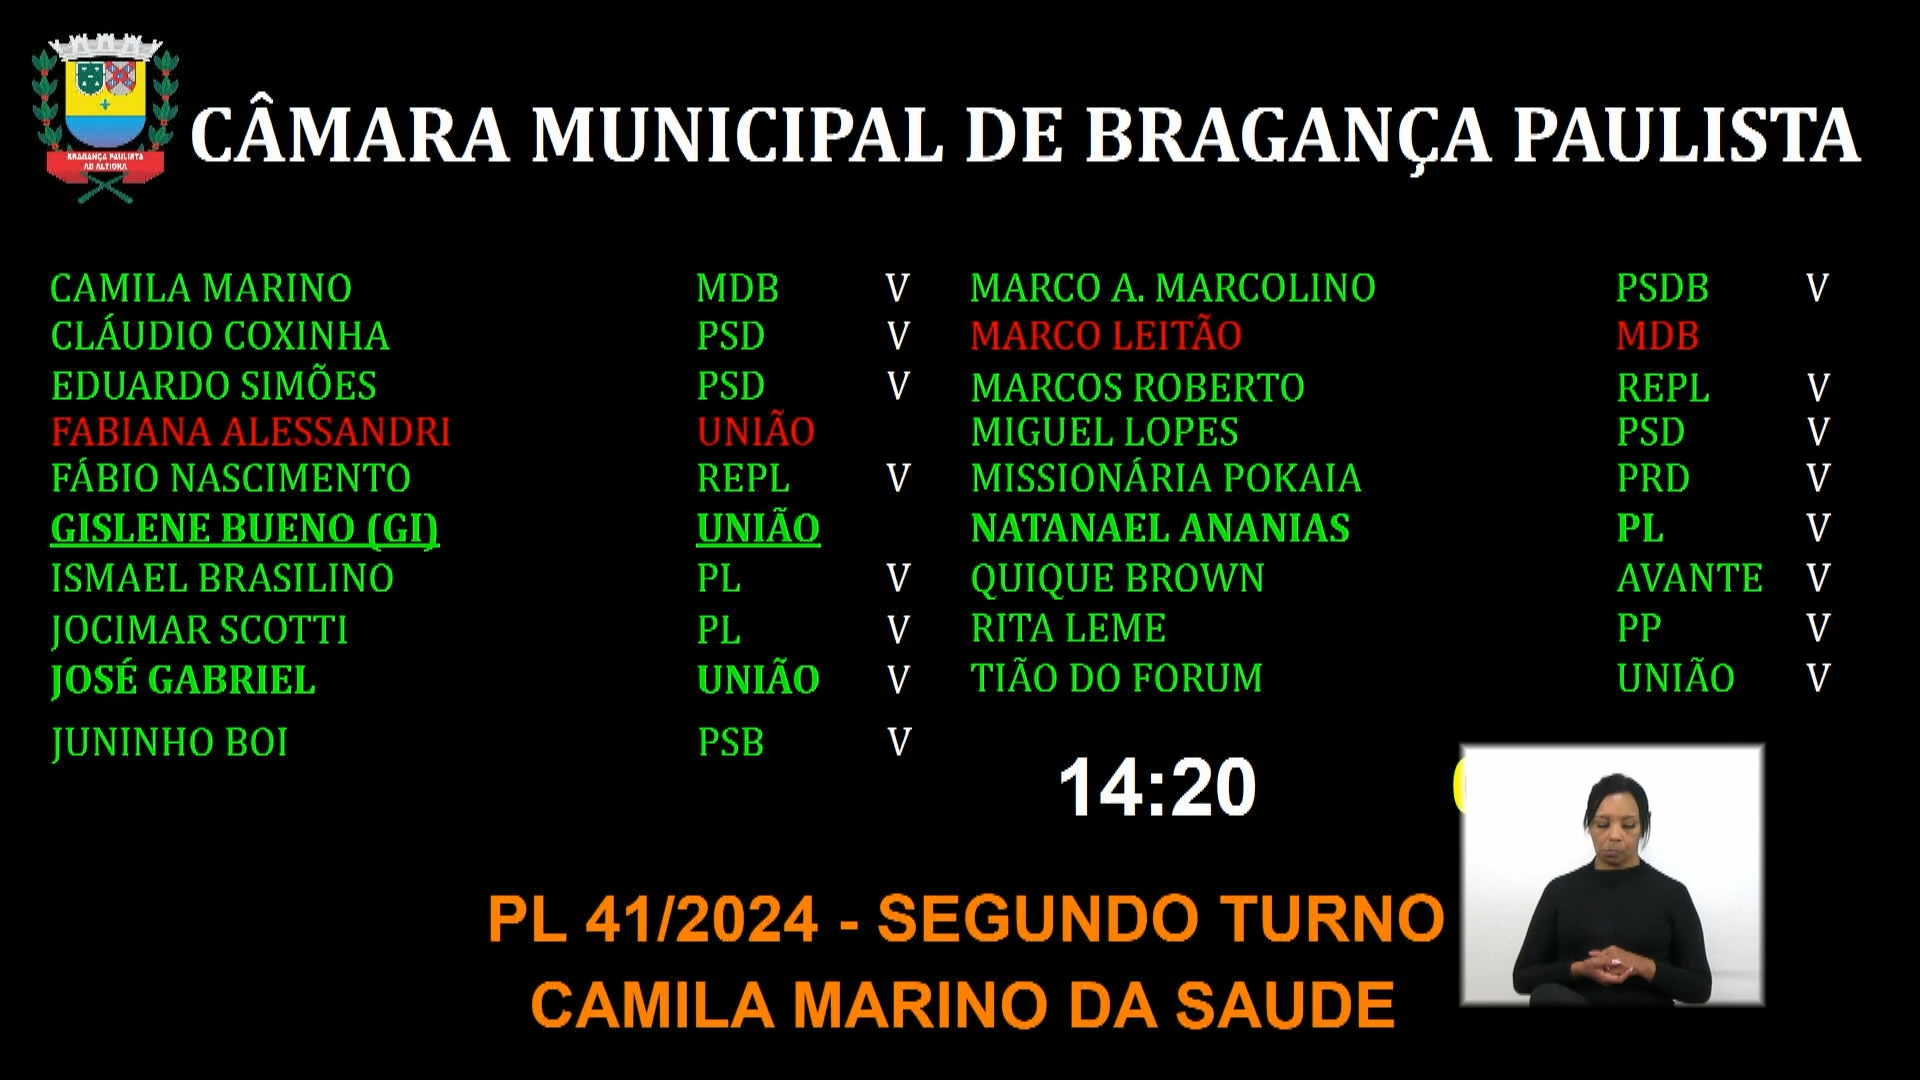 CÂMARA MUNICIPAL DE BRAGANÇA PAULISTA
BRAGANÇA PAULISTA
CAMILA MARINO MDB V MARCO A. MARCOLINO PSDB V
CLÁUDIO COXINHA PSD V MARCO LEITÃO MDB
EDUARDO SIMÕES PSD V MARCOS ROBERTO REPL V
FABIANA ALESSANDRI UNIÃO MIGUEL LOPES PSD V
FÁBIO NASCIMENTO REPL V MISSIONÁRIA POKAIA PRD V
GISLENE BUENO (GI) UNIÃO NATANAEL ANANIAS PL V
ISMAEL BRASILINO PL V QUIQUE BROWN AVANTE V
JOCIMAR SCOTTI PL V RITA LEME PP V
JOSÉ GABRIEL UNIÃO V TIÃO DO FORUM UNIÃO V
JUNINHO BOI PSB V
14:20
PL 41/2024 - SEGUNDO TURNO
CAMILA MARINO DA SAUDE